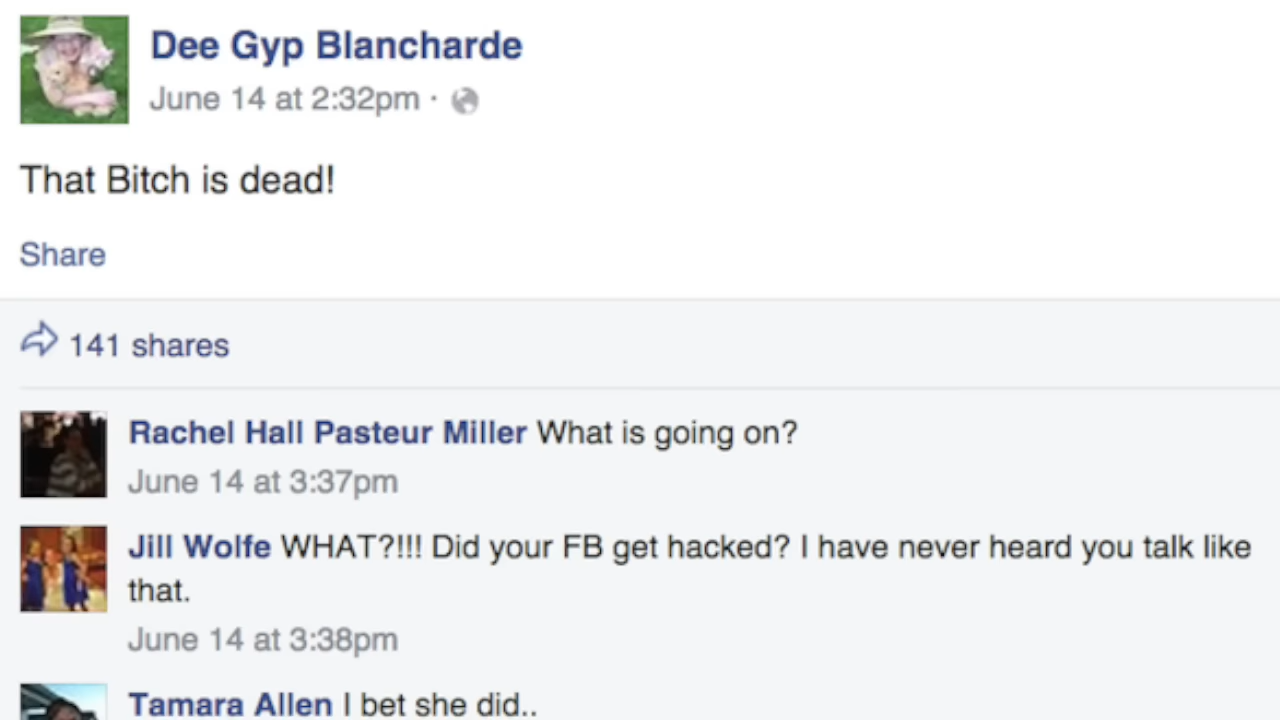 Dee Gyp Blancharde
June 14 at 2:32pm ·
That Bitch is dead!
Share
141 shares
Rachel Hall Pasteur Miller What is going on?
June 14 at 3:37pm
Jill Wolfe WHAT?!!! Did your FB get hacked? I have never heard you talk like
that.
June 14 at 3:38pm
Tamara Allen I bet she did..